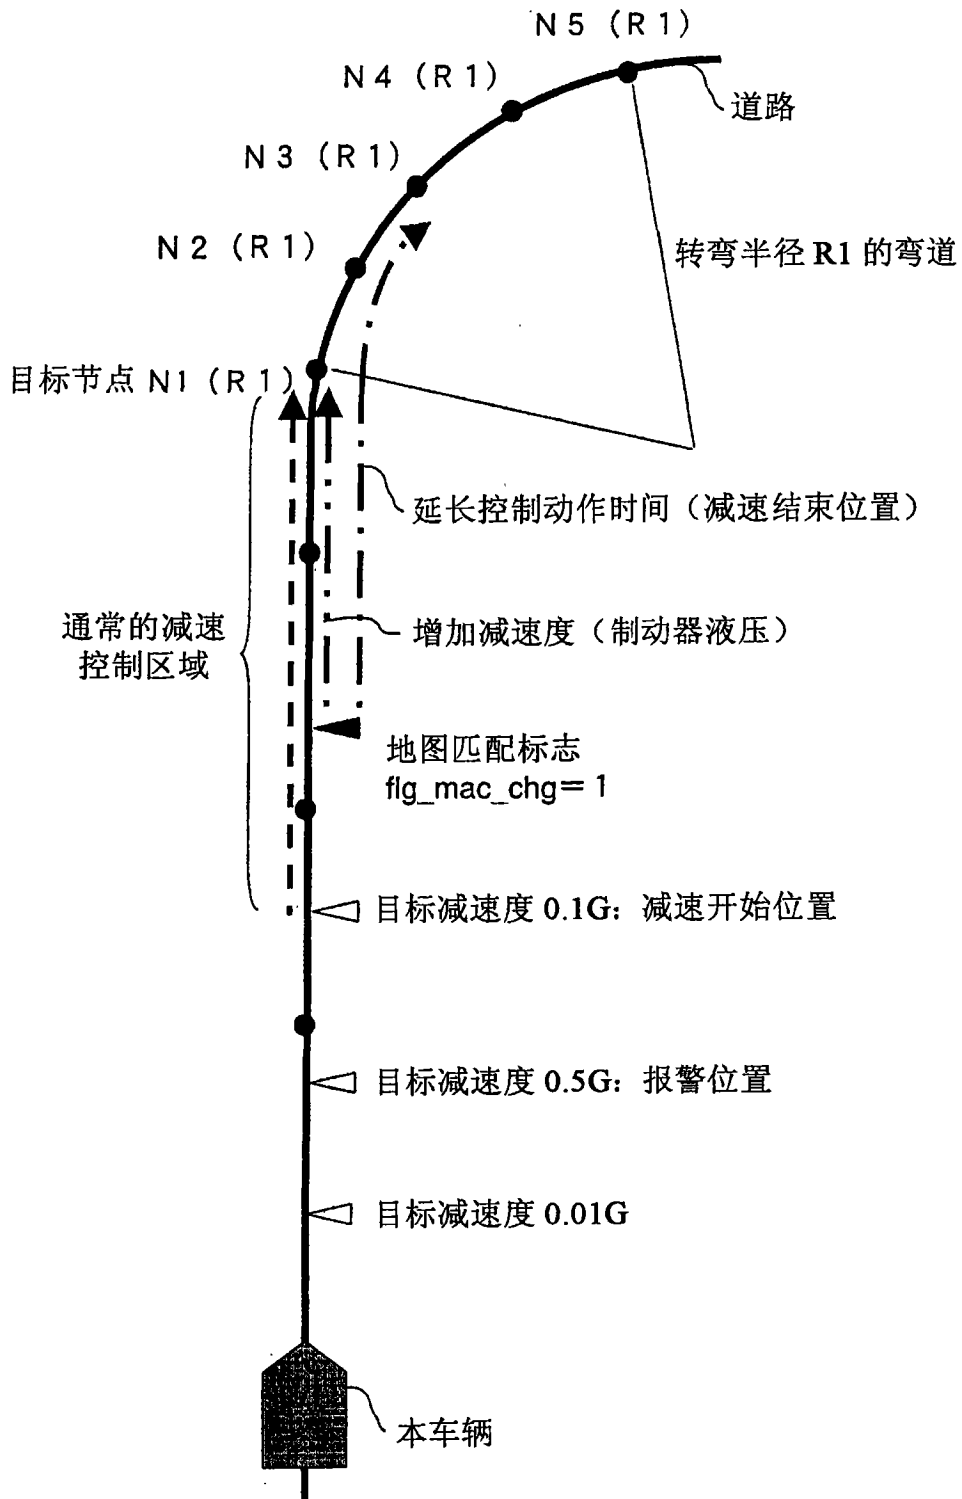 N5 (R1)
N4 (R1)
道路
N3 (R1)
N2 (R1)
转弯半径 R1 的弯道
目标节点 N1 (R1)
延长控制动作时间（减速结束位置）
通常的减速
控制区域
增加减速度（制动器液压）
地图匹配标志
flg_mac_chg=1
目标减速度 0.1G：减速开始位置
目标减速度 0.5G：报警位置
目标减速度 0.01G
本车辆